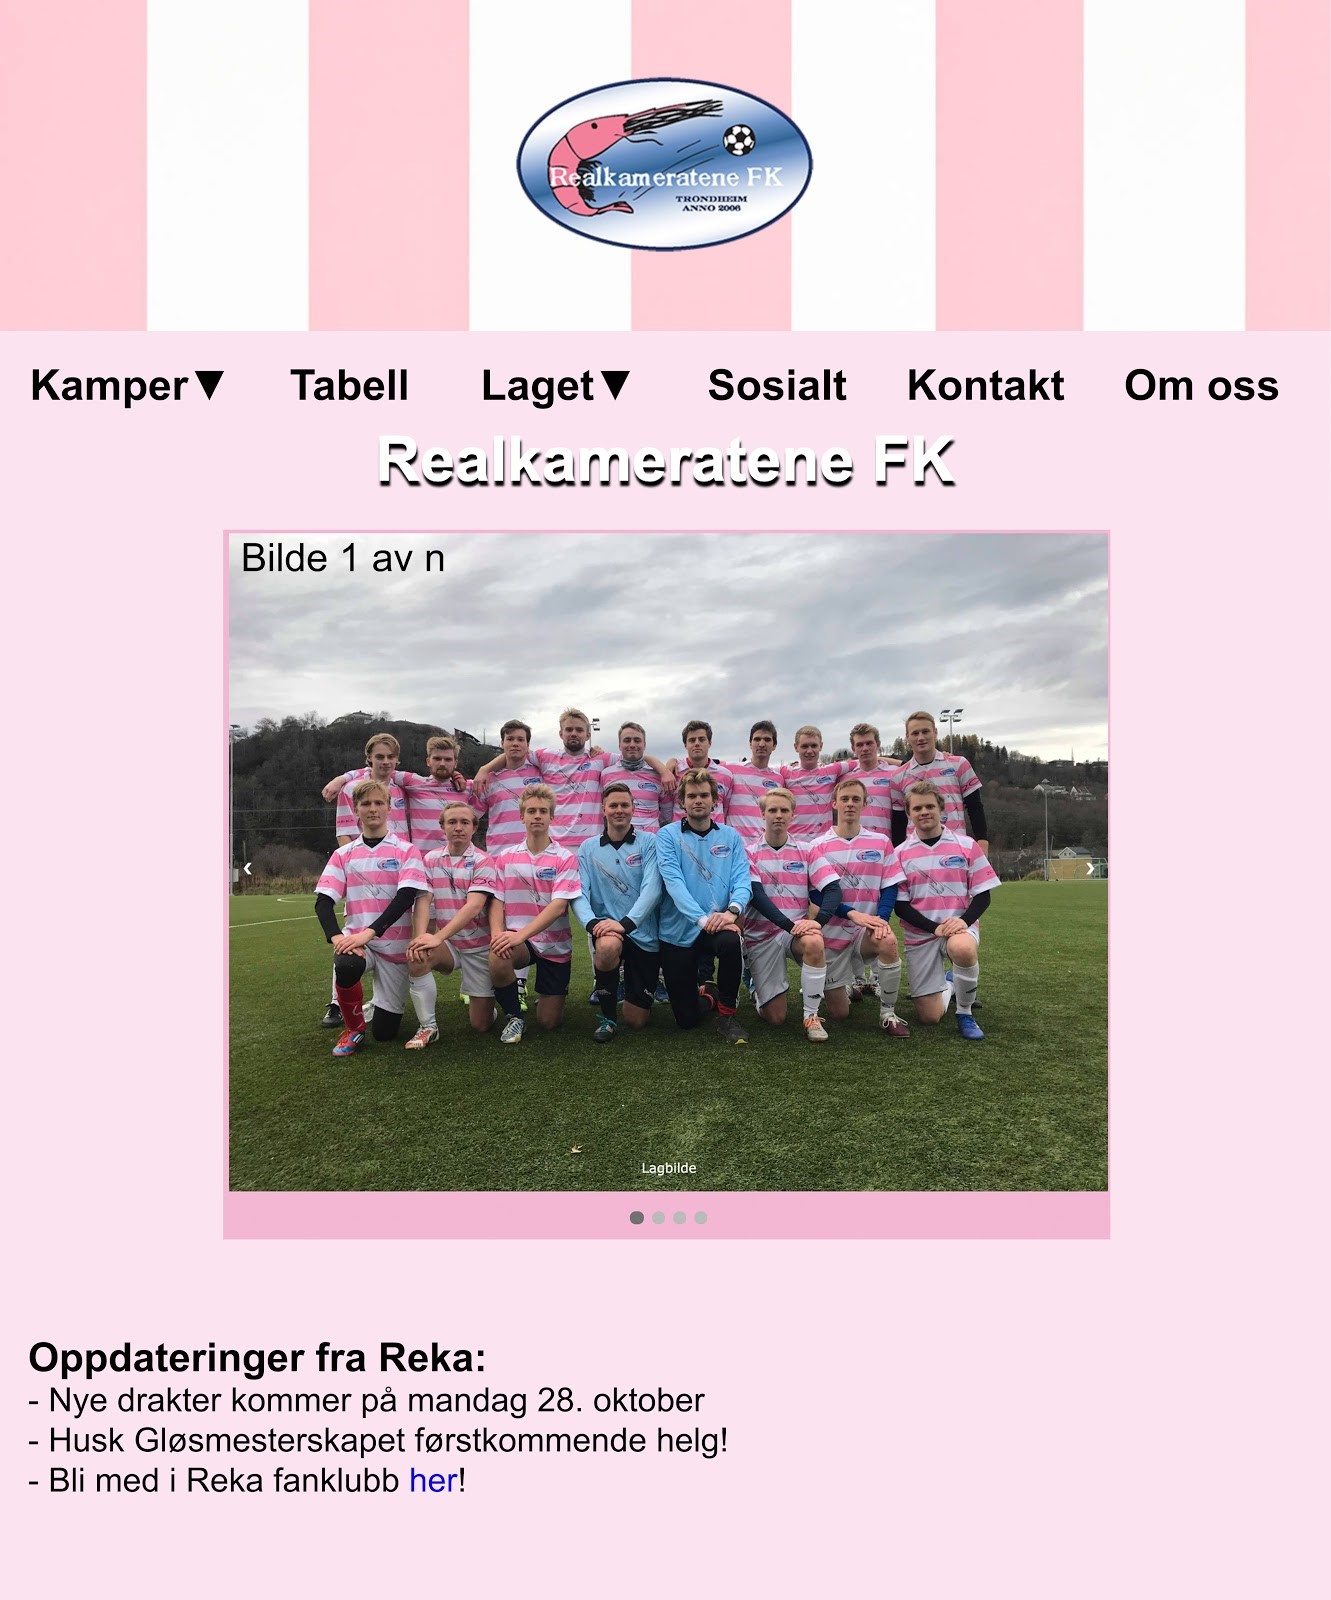 Realkameratene FK
TRONDHEIM
ANNO 2006
Kamper▼ Tabell Laget▼ Sosialt Kontakt Om oss
Realkameratene FK
Bilde 1 av n
‹ ›
Lagbilde
Oppdateringer fra Reka:
- Nye drakter kommer på mandag 28. oktober
- Husk Gløsmesterskapet førstkommende helg!
- Bli med i Reka fanklubb her!